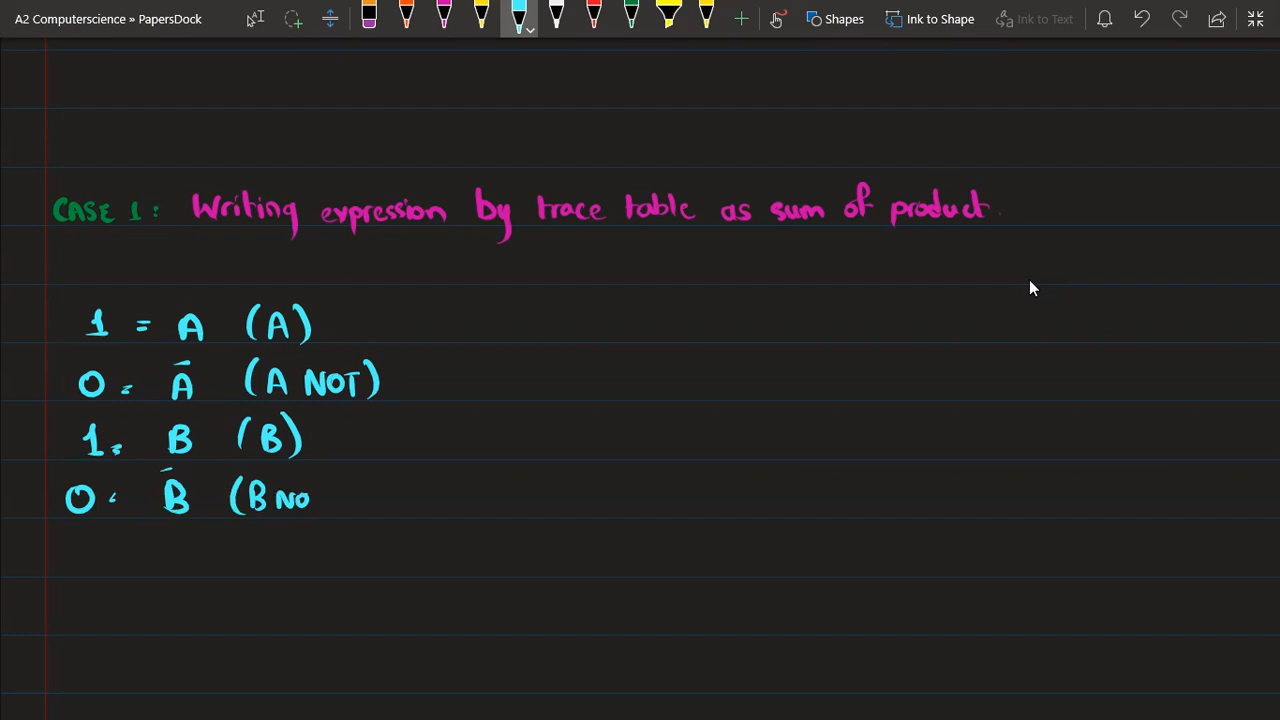 A2 Computerscience » PapersDock
Shapes
Ink to Shape
Ink to Text
CASE 1: Writing expression by trace table as sum of product.
1 = A (A)
0 = Ā (A NOT)
1 = B (B)
0 = B̄ (B NO